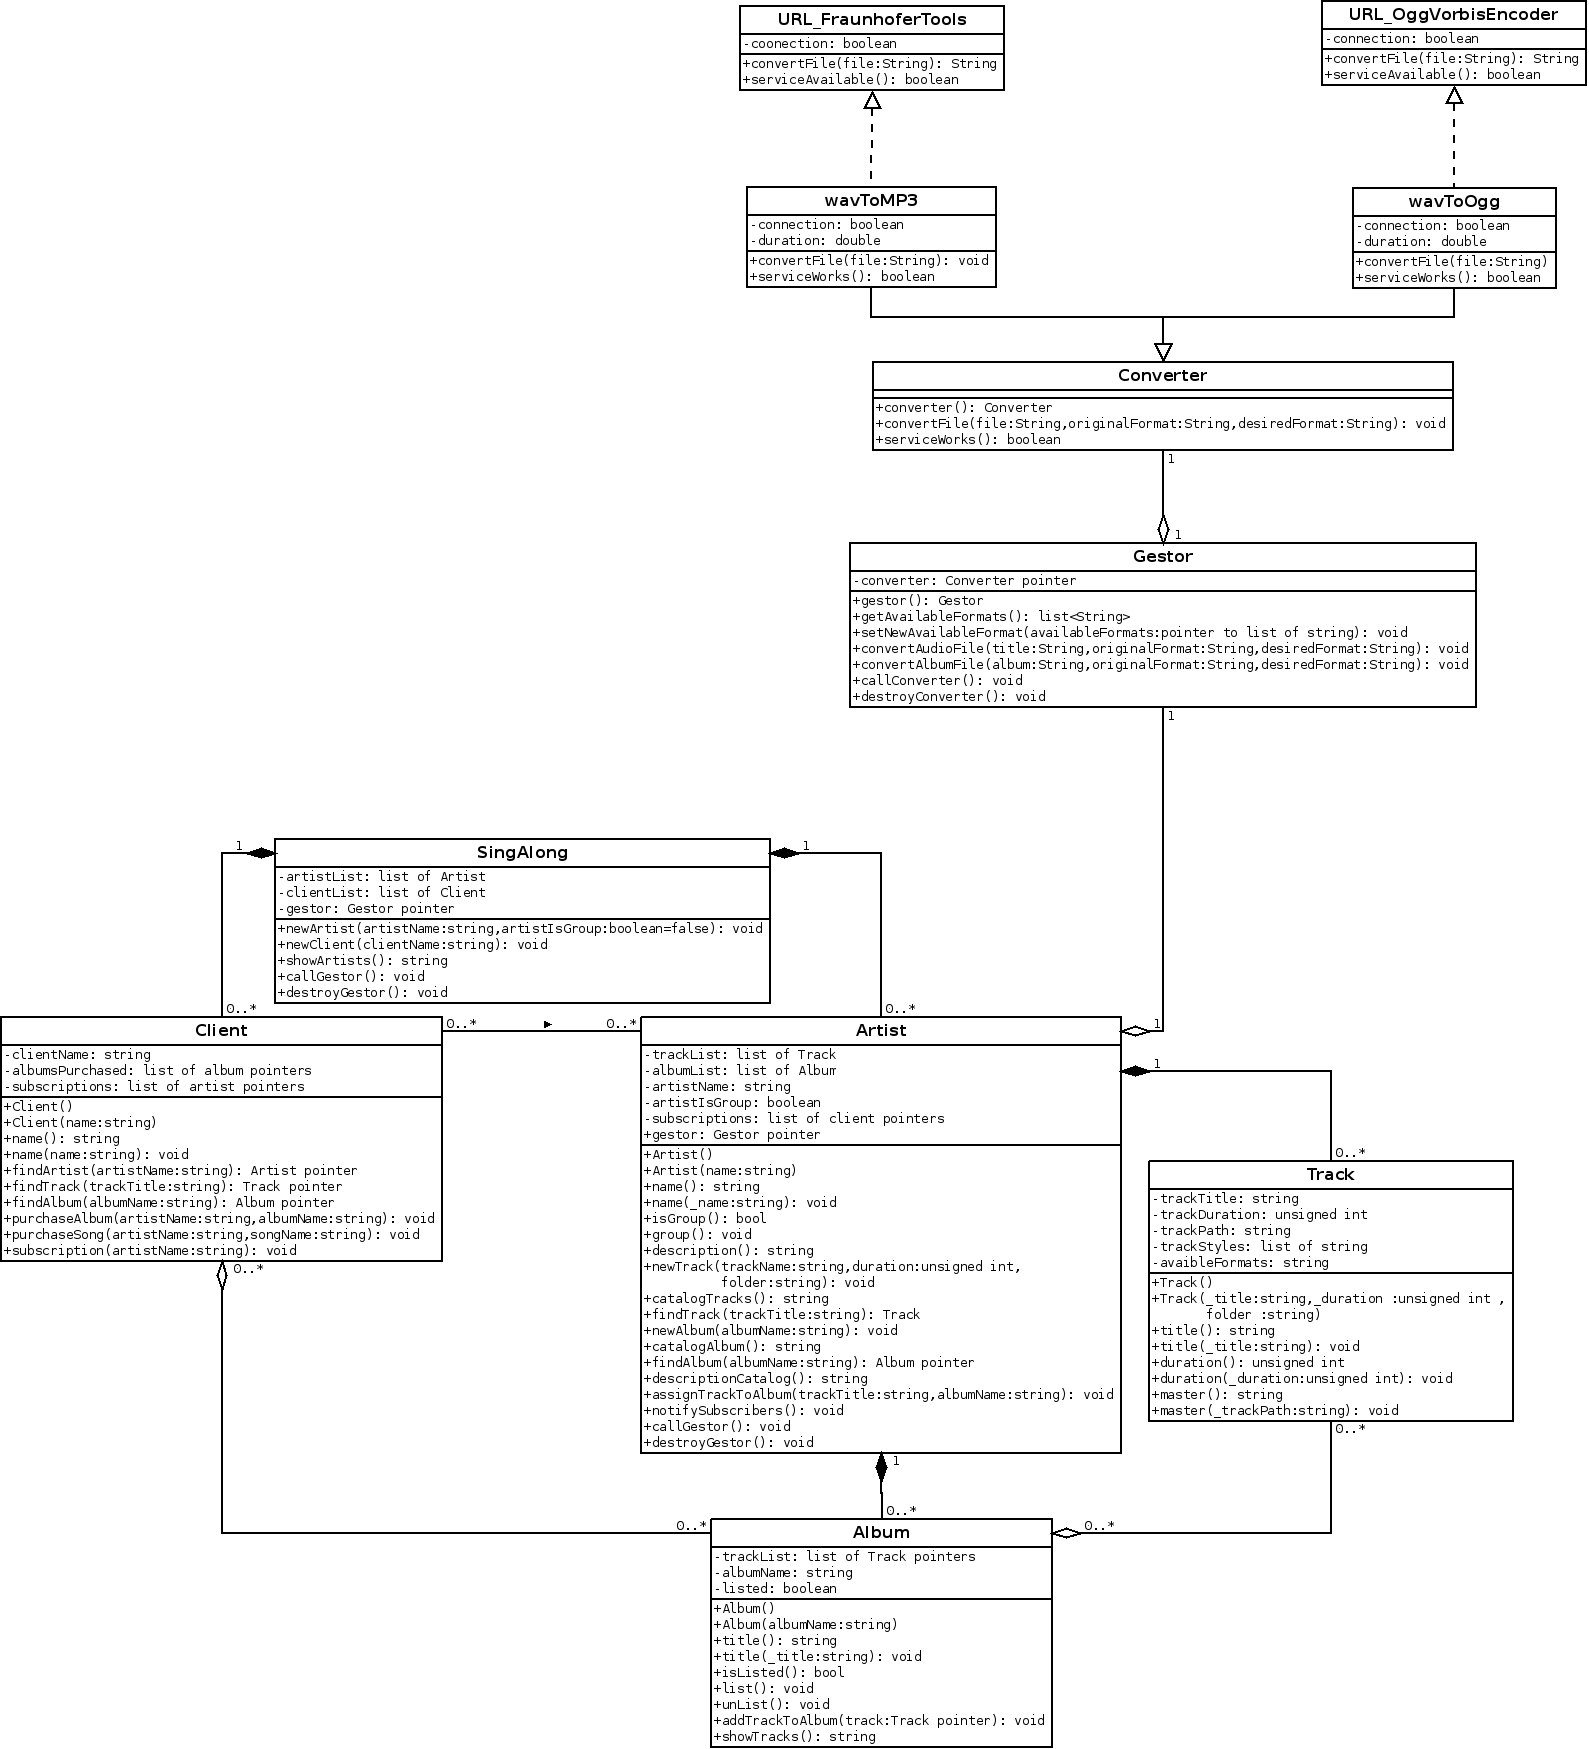 URL_FraunhoferTools
-coonection: boolean
+convertFile(file:String): String
+serviceAvailable(): boolean
URL_OggVorbisEncoder
-connection: boolean
+convertFile(file:String): String
+serviceAvailable(): boolean
wavToMP3
-connection: boolean
-duration: double
+convertFile(file:String): void
+serviceWorks(): boolean
wavToOgg
-connection: boolean
-duration: double
+convertFile(file:String)
+serviceWorks(): boolean
Converter
+converter(): Converter
+convertFile(file:String,originalFormat:String,desiredFormat:String): void
+serviceWorks(): boolean
1
1
Gestor
-converter: Converter pointer
+gestor(): Gestor
+getAvailableFormats(): list<String>
+setNewAvailableFormat(availableFormats:pointer to list of string): void
+convertAudioFile(title:String,originalFormat:String,desiredFormat:String): void
+convertAlbumFile(album:String,originalFormat:String,desiredFormat:String): void
+callConverter(): void
+destroyConverter(): void
1
1
SingAlong
1
-artistList: list of Artist
-clientList: list of Client
-gestor: Gestor pointer
+newArtist(artistName:string,artistIsGroup:boolean=false): void
+newClient(clientName:string): void
+showArtists(): string
+callGestor(): void
+destroyGestor(): void
0..*
0..*
Client
-clientName: string
-albumsPurchased: list of album pointers
-subscriptions: list of artist pointers
+Client()
+Client(name:string)
+name(): string
+name(name:string): void
+findArtist(artistName:string): Artist pointer
+findTrack(trackTitle:string): Track pointer
+findAlbum(albumName:string): Album pointer
+purchaseAlbum(artistName:string,albumName:string): void
+purchaseSong(artistName:string,songName:string): void
+subscription(artistName:string): void
0..*
0..*
0..*
Artist
-trackList: list of Track
-albumList: list of Album
-artistName: string
-artistIsGroup: boolean
-subscriptions: list of client pointers
+gestor: Gestor pointer
+Artist()
+Artist(name:string)
+name(): string
+name(_name:string): void
+isGroup(): bool
+group(): void
+description(): string
+newTrack(trackName:string,duration:unsigned int,
folder:string): void
+catalogTracks(): string
+findTrack(trackTitle:string): Track
+newAlbum(albumName:string): void
+catalogAlbum(): string
+findAlbum(albumName:string): Album pointer
+descriptionCatalog(): string
+assignTrackToAlbum(trackTitle:string,albumName:string): void
+notifySubscribers(): void
+callGestor(): void
+destroyGestor(): void
1
1
0..*
Track
-trackTitle: string
-trackDuration: unsigned int
-trackPath: string
-trackStyles: list of string
-avaibleFormats: string
+Track()
+Track(_title:string,_duration :unsigned int ,
folder :string)
+title(): string
+title(_title:string): void
+duration(): unsigned int
+duration(_duration:unsigned int): void
+master(): string
+master(_trackPath:string): void
0..*
1
0..*
0..*
Album
0..*
-trackList: list of Track pointers
-albumName: string
-listed: boolean
+Album()
+Album(albumName:string)
+title(): string
+title(_title:string): void
+isListed(): bool
+list(): void
+unList(): void
+addTrackToAlbum(track:Track pointer): void
+showTracks(): string